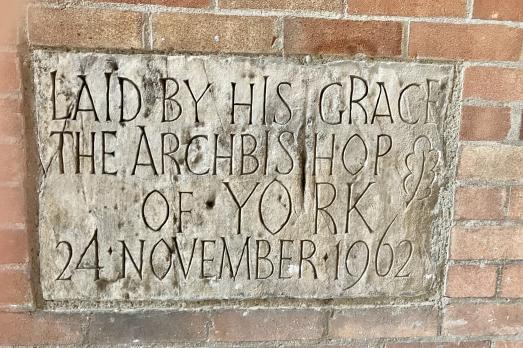 LAID BY HIS GRACE
THE ARCHBISHOP
OF YORK
24 · NOVEMBER · 1962